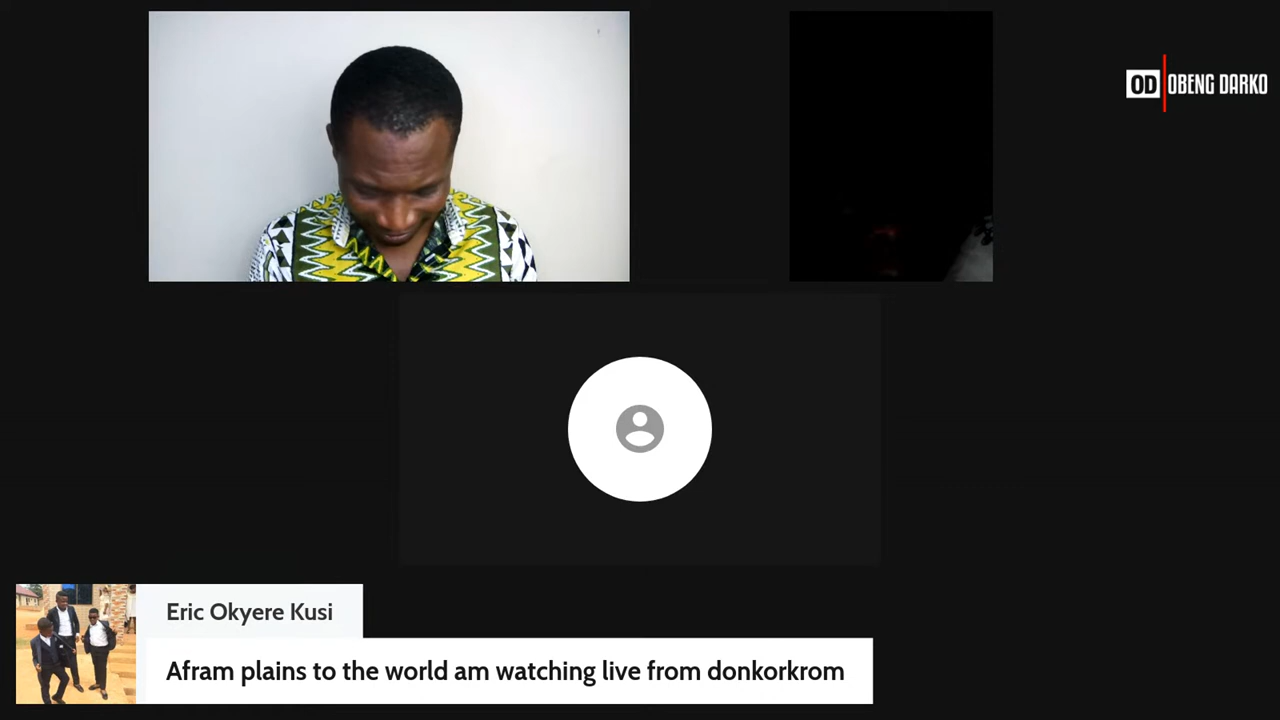 OD OBENG DARKO
Eric Okyere Kusi
Afram plains to the world am watching live from donkorkrom